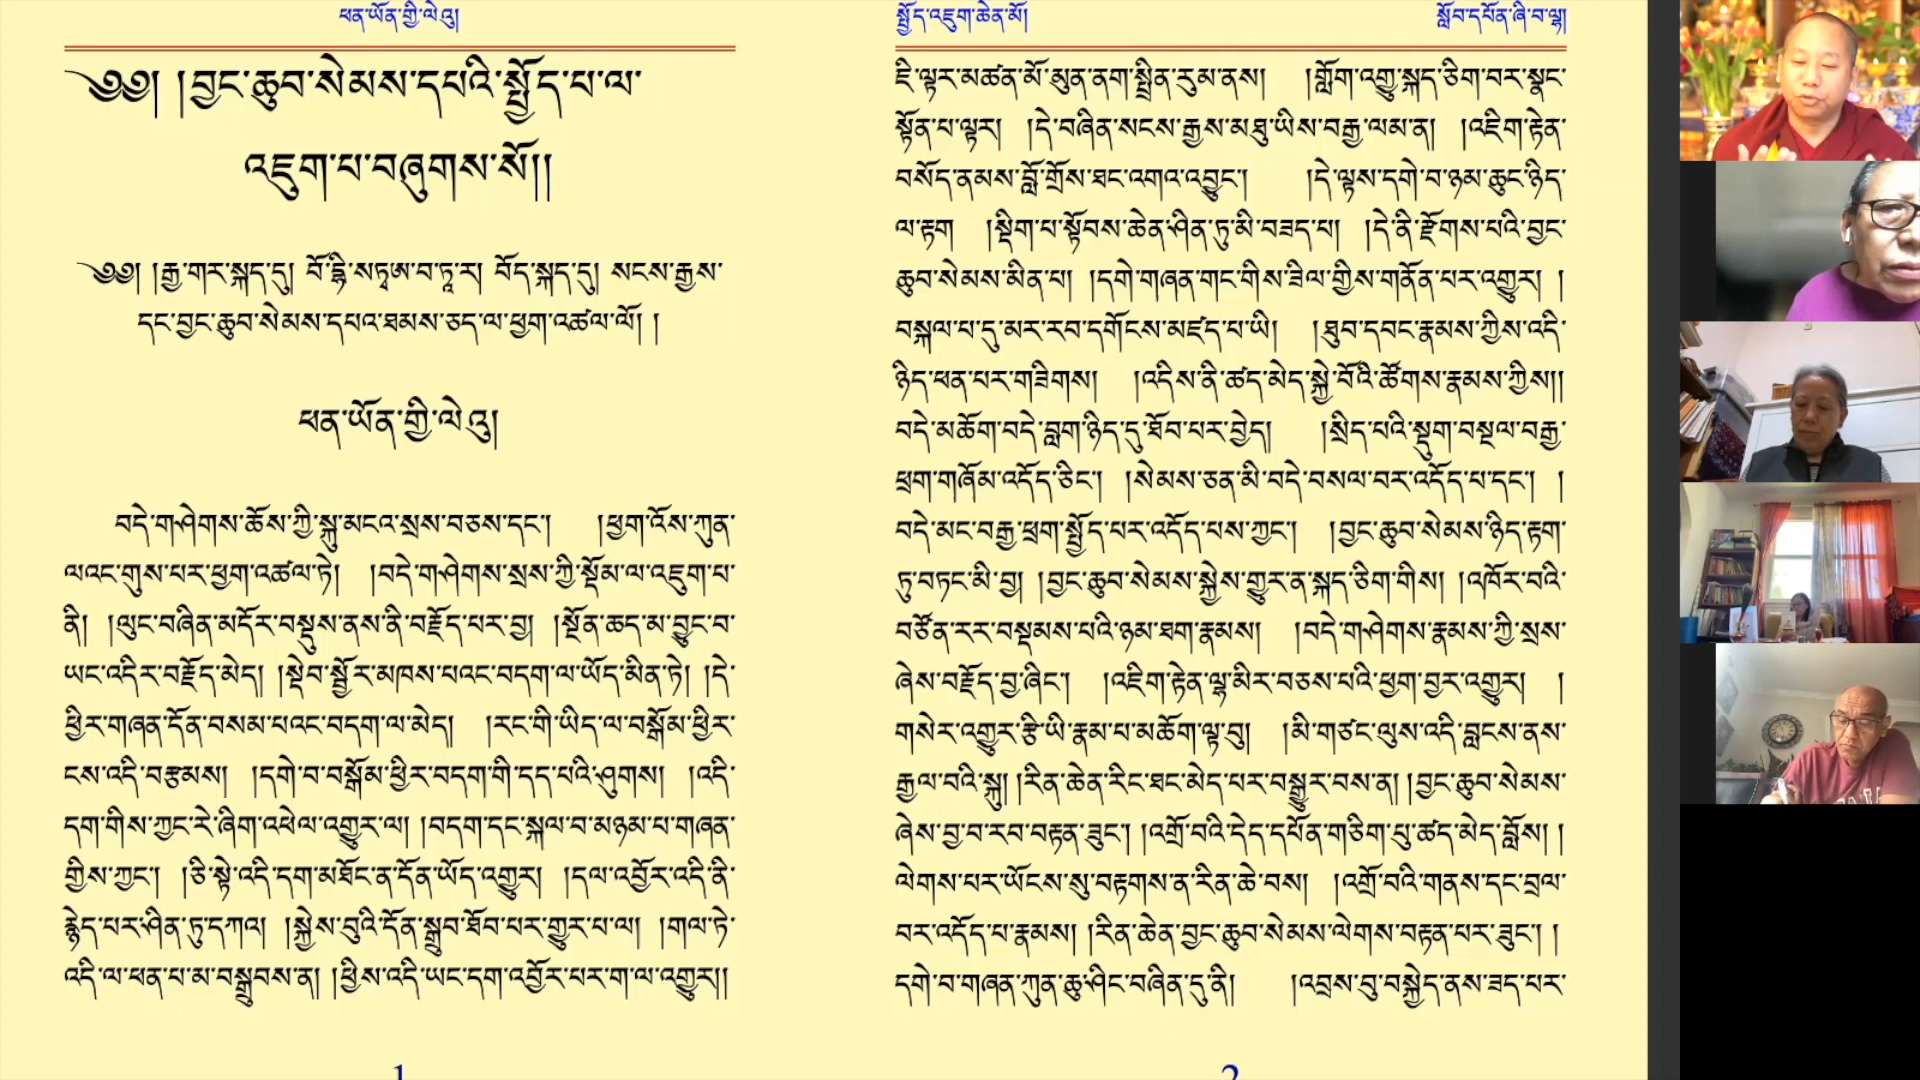 ཕན་ཡོན་གྱི་ལེའུ།
༄༅། །བྱང་ཆུབ་སེམས་དཔའི་སྤྱོད་པ་ལ་
འཇུག་པ་བཞུགས་སོ།།
༄༅། །རྒྱ་གར་སྐད་དུ། བོ་དྷི་སཏྭཨ་བ་ཏཱ་ར། བོད་སྐད་དུ། སངས་རྒྱས་
དང་བྱང་ཆུབ་སེམས་དཔའ་ཐམས་ཅད་ལ་ཕྱག་འཚལ་ལོ། །
ཕན་ཡོན་གྱི་ལེའུ།
བདེ་གཤེགས་ཆོས་ཀྱི་སྐུ་མངའ་སྲས་བཅས་དང་། །ཕྱག་འོས་ཀུན་
ལའང་གུས་པར་ཕྱག་འཚལ་ཏེ། །བདེ་གཤེགས་སྲས་ཀྱི་སྡོམ་ལ་འཇུག་པ་
ནི། །ལུང་བཞིན་མདོར་བསྡུས་ནས་ནི་བརྗོད་པར་བྱ། །སྔོན་ཆད་མ་བྱུང་བ་
ཡང་འདིར་བརྗོད་མེད། །སྡེབ་སྦྱོར་མཁས་པའང་བདག་ལ་ཡོད་མིན་ཏེ། །དེ་
ཕྱིར་གཞན་དོན་བསམ་པའང་བདག་ལ་མེད། །རང་གི་ཡིད་ལ་བསྒོམ་ཕྱིར་
ངས་འདི་བརྩམས། །དགེ་བ་བསྒོམ་ཕྱིར་བདག་གི་དད་པའི་ཤུགས། །འདི་
དག་གིས་ཀྱང་རེ་ཞིག་འཕེལ་འགྱུར་ལ། །བདག་དང་སྐལ་བ་མཉམ་པ་གཞན་
གྱིས་ཀྱང་། །ཅི་སྟེ་འདི་དག་མཐོང་ན་དོན་ཡོད་འགྱུར། །དལ་འབྱོར་འདི་ནི་
རྙེད་པར་ཤིན་ཏུ་དཀའ། །སྐྱེས་བུའི་དོན་སྒྲུབ་ཐོབ་པར་གྱུར་པ་ལ། །གལ་ཏེ་
འདི་ལ་ཕན་པ་མ་བསྒྲུབས་ན། །ཕྱིས་འདི་ཡང་དག་འབྱོར་པར་ག་ལ་འགྱུར།།
1
སྤྱོད་འཇུག་ཆེན་མོ། སློབ་དཔོན་ཞི་བ་ལྷ།
ཇི་ལྟར་མཚན་མོ་མུན་ནག་སྤྲིན་རུམ་ནས། །གློག་འགྱུ་སྐད་ཅིག་བར་སྣང་
སྟོན་པ་ལྟར། །དེ་བཞིན་སངས་རྒྱས་མཐུ་ཡིས་བརྒྱ་ལམ་ན། །འཇིག་རྟེན་
བསོད་ནམས་བློ་གྲོས་ཐང་འགའ་འབྱུང་། །དེ་ལྟས་དགེ་བ་ཉམ་ཆུང་ཉིད་
ལ་རྟག །སྡིག་པ་སྟོབས་ཆེན་ཤིན་ཏུ་མི་བཟད་པ། །དེ་ནི་རྫོགས་པའི་བྱང་
ཆུབ་སེམས་མིན་པ། །དགེ་གཞན་གང་གིས་ཟིལ་གྱིས་གནོན་པར་འགྱུར། །
བསྐལ་པ་དུ་མར་རབ་དགོངས་མཛད་པ་ཡི། །ཐུབ་དབང་རྣམས་ཀྱིས་འདི་
ཉིད་ཕན་པར་གཟིགས། །འདིས་ནི་ཚད་མེད་སྐྱེ་བོའི་ཚོགས་རྣམས་ཀྱིས།།
བདེ་མཆོག་བདེ་བླག་ཉིད་དུ་ཐོབ་པར་བྱེད། །སྲིད་པའི་སྡུག་བསྔལ་བརྒྱ་
ཕྲག་གཞོམ་འདོད་ཅིང་། །སེམས་ཅན་མི་བདེ་བསལ་བར་འདོད་པ་དང་། །
བདེ་མང་བརྒྱ་ཕྲག་སྤྱོད་པར་འདོད་པས་ཀྱང་། །བྱང་ཆུབ་སེམས་ཉིད་རྟག་
ཏུ་བཏང་མི་བྱ། །བྱང་ཆུབ་སེམས་སྐྱེས་གྱུར་ན་སྐད་ཅིག་གིས། །འཁོར་བའི་
བཙོན་རར་བསྡམས་པའི་ཉམ་ཐག་རྣམས། །བདེ་གཤེགས་རྣམས་ཀྱི་སྲས་
ཞེས་བརྗོད་བྱ་ཞིང་། །འཇིག་རྟེན་ལྷ་མིར་བཅས་པའི་ཕྱག་བྱར་འགྱུར། །
གསེར་འགྱུར་རྩི་ཡི་རྣམ་པ་མཆོག་ལྟ་བུ། །མི་གཙང་ལུས་འདི་བླངས་ནས་
རྒྱལ་བའི་སྐུ། །རིན་ཆེན་རིང་ཐང་མེད་པར་བསྒྱུར་བས་ན། །བྱང་ཆུབ་སེམས་
ཞེས་བྱ་བ་རབ་བརྟན་ཟུང་། །འགྲོ་བའི་དེད་དཔོན་གཅིག་པུ་ཚད་མེད་བློས། །
ལེགས་པར་ཡོངས་སུ་བརྟགས་ན་རིན་ཆེ་བས། །འགྲོ་བའི་གནས་དང་བྲལ་
བར་འདོད་པ་རྣམས། །རིན་ཆེན་བྱང་ཆུབ་སེམས་ལེགས་བརྟན་པར་ཟུང་། །
དགེ་བ་གཞན་ཀུན་ཆུ་ཤིང་བཞིན་དུ་ནི། །འབྲས་བུ་བསྐྱེད་ནས་ཟད་པར་
2